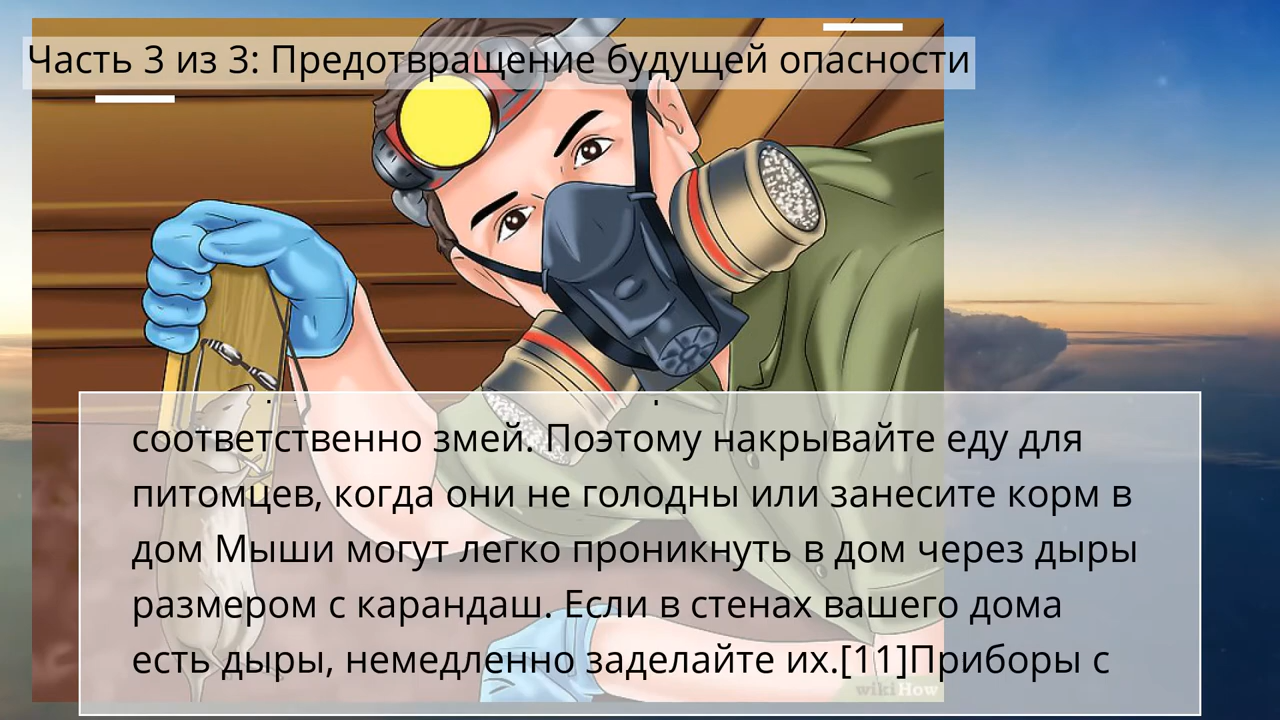 Часть 3 из 3: Предотвращение будущей опасности
соответственно змей. Поэтому накрывайте еду для
питомцев, когда они не голодны или занесите корм в
дом Мыши могут легко проникнуть в дом через дыры
размером с карандаш. Если в стенах вашего дома
есть дыры, немедленно заделайте их.[11]Приборы с
wikiHow